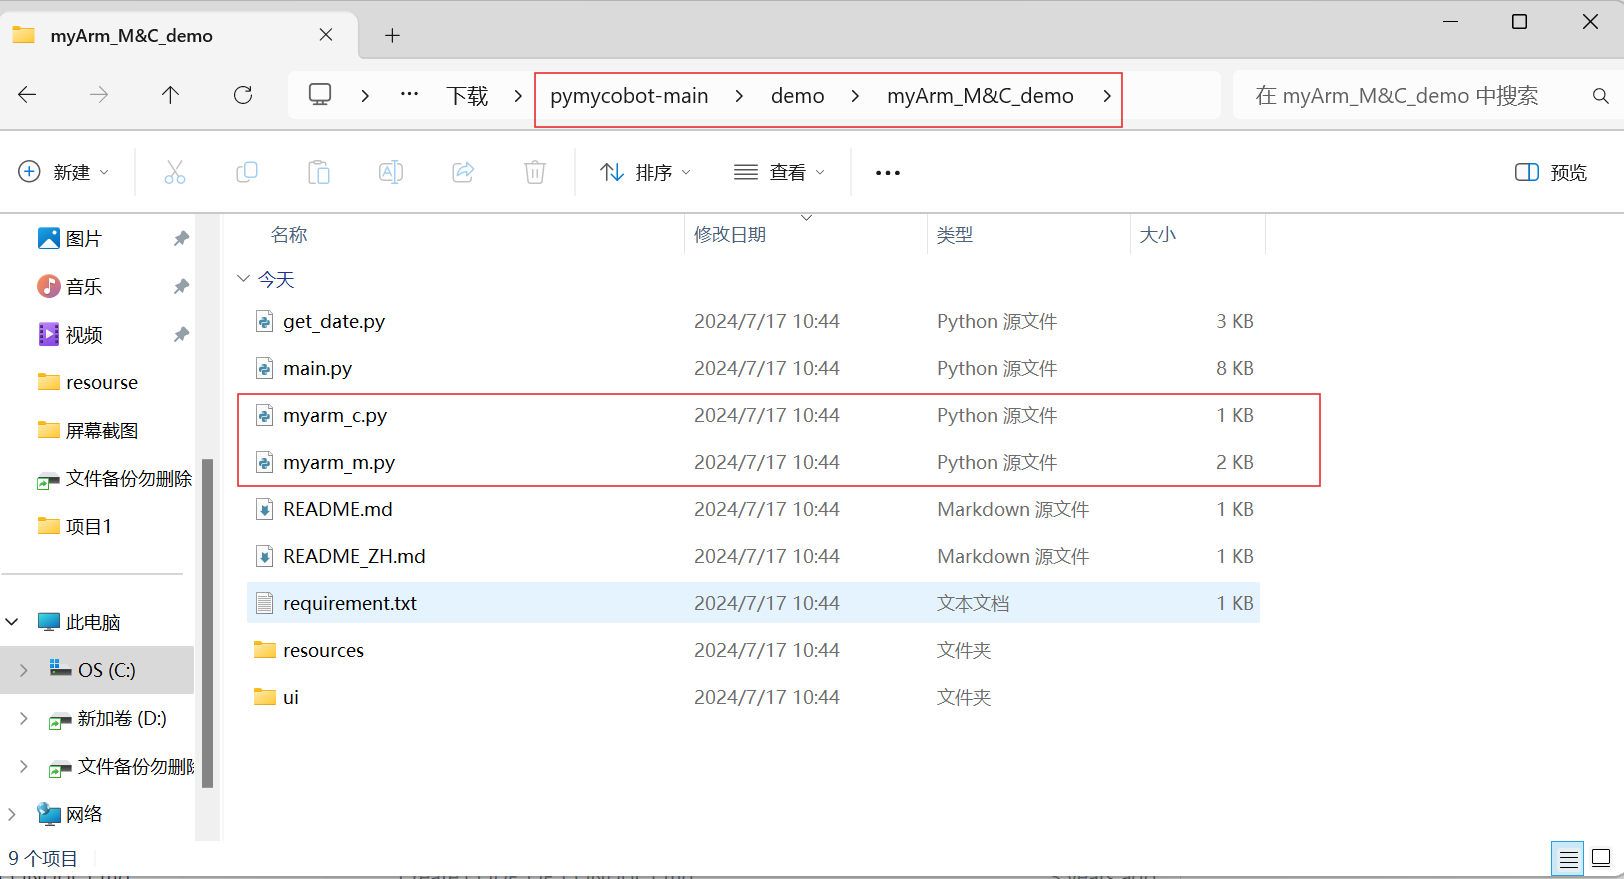 myArm_M&C_demo
下载 pymycobot-main demo myArm_M&C_demo 在 myArm_M&C_demo 中搜索
新建 排序 查看 预览
图片
音乐
视频
resourse
屏幕截图
文件备份勿删除
项目1
此电脑
OS (C:)
新加卷 (D:)
文件备份勿删除
网络
名称 修改日期 类型 大小
今天
get_date.py 2024/7/17 10:44 Python 源文件 3 KB
main.py 2024/7/17 10:44 Python 源文件 8 KB
myarm_c.py 2024/7/17 10:44 Python 源文件 1 KB
myarm_m.py 2024/7/17 10:44 Python 源文件 2 KB
README.md 2024/7/17 10:44 Markdown 源文件 1 KB
README_ZH.md 2024/7/17 10:44 Markdown 源文件 1 KB
requirement.txt 2024/7/17 10:44 文本文档 1 KB
resources 2024/7/17 10:44 文件夹
ui 2024/7/17 10:44 文件夹
9 个项目